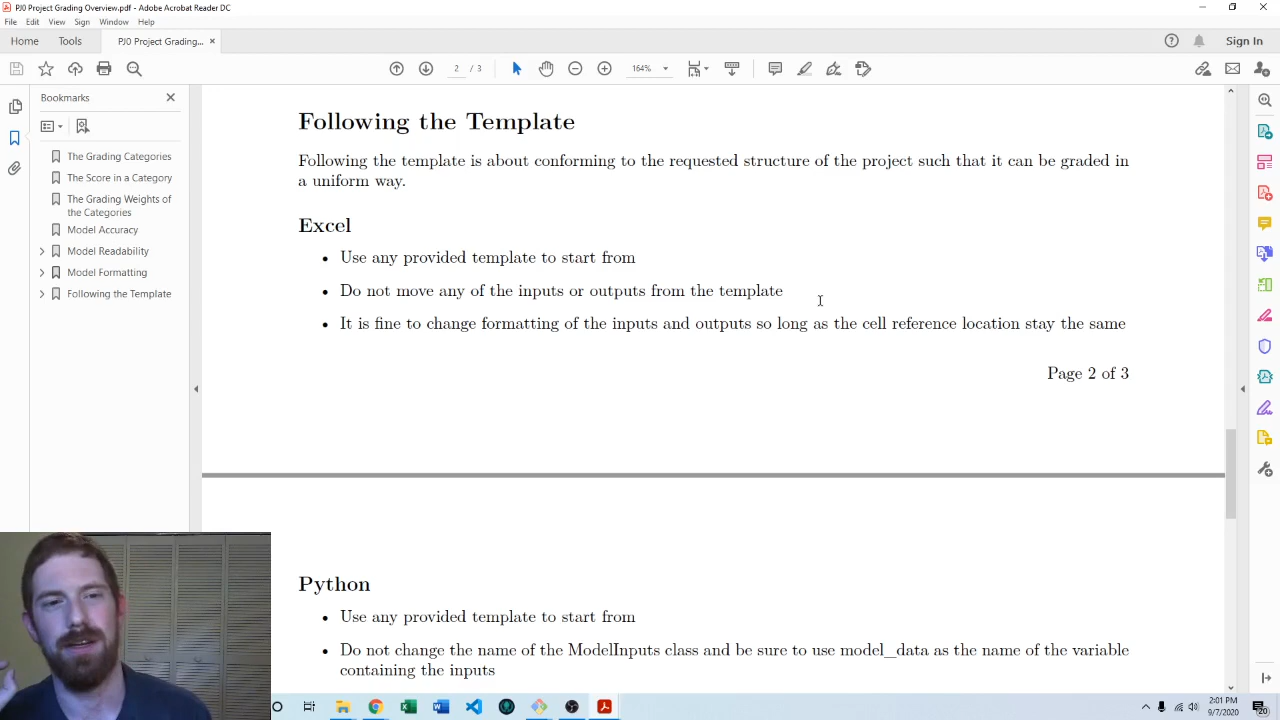 PJ0 Project Grading Overview.pdf - Adobe Acrobat Reader DC
File Edit View Sign Window Help
Home Tools PJ0 Project Grading... × Sign In
2 / 3 164%
Bookmarks
The Grading Categories
The Score in a Category
The Grading Weights of
the Categories
Model Accuracy
Model Readability
Model Formatting
Following the Template
Following the Template
Following the template is about conforming to the requested structure of the project such that it can be graded in
a uniform way.
Excel
• Use any provided template to start from
• Do not move any of the inputs or outputs from the template
• It is fine to change formatting of the inputs and outputs so long as the cell reference location stay the same
Page 2 of 3
Python
• Use any provided template to start from
• Do not change the name of the ModelInputs class and be sure to use model_data as the name of the variable
containing the
2:01 PM
9/7/2020
20